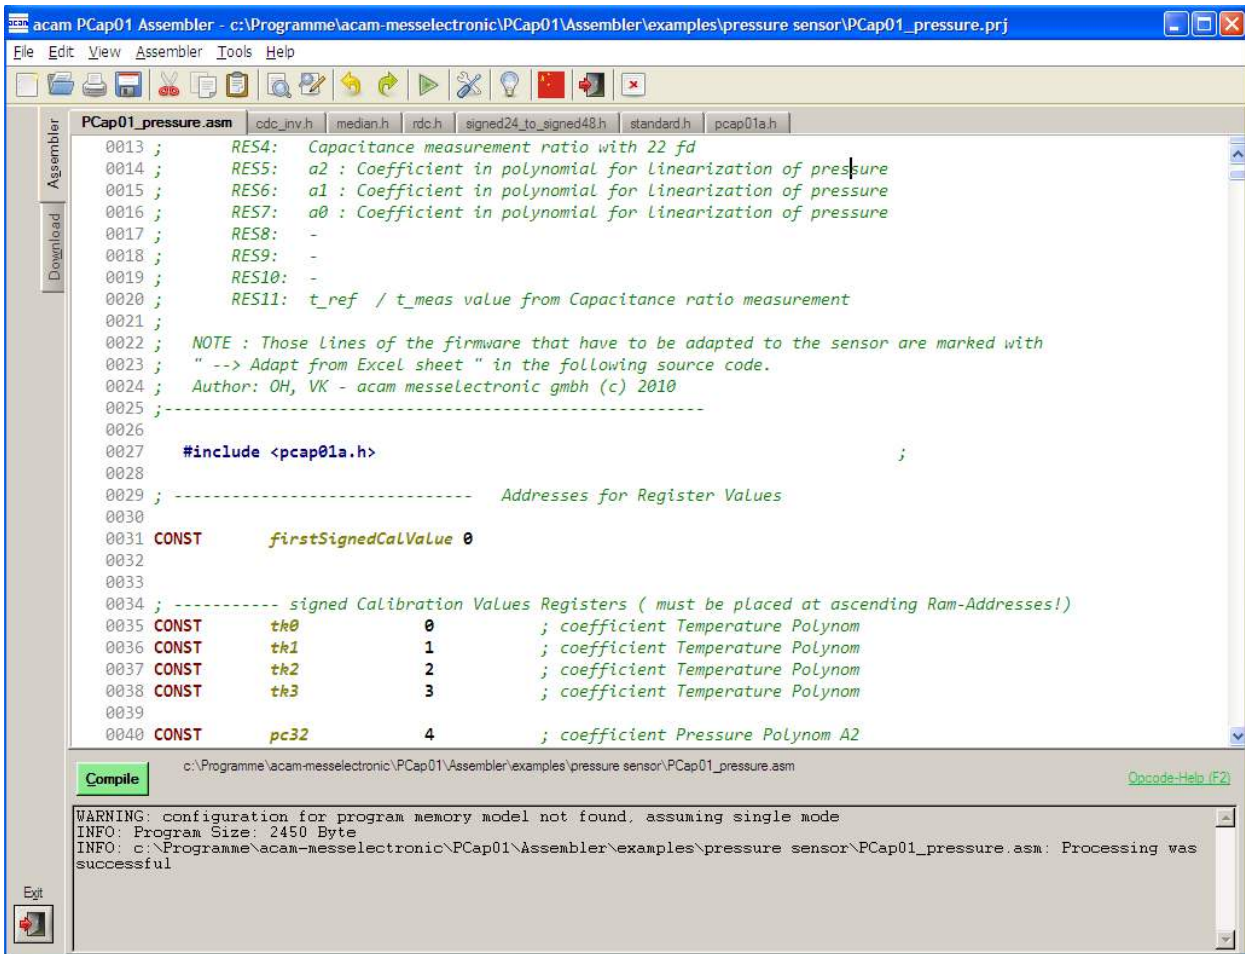 acam PCap01 Assembler - c:\Programme\acam-messelectronic\PCap01\Assembler\examples\pressure sensor\PCap01_pressure.prj
File Edit View Assembler Tools Help
Assembler
Download
PCap01_pressure.asm cdc_inv.h median.h rdc.h signed24_to_signed48.h standard.h pcap01a.h
0013 ; RES4: Capacitance measurement ratio with 22 fd
0014 ; RES5: a2 : Coefficient in polynomial for linearization of pressure
0015 ; RES6: a1 : Coefficient in polynomial for linearization of pressure
0016 ; RES7: a0 : Coefficient in polynomial for linearization of pressure
0017 ; RES8: -
0018 ; RES9: -
0019 ; RES10: -
0020 ; RES11: t_ref / t_meas value from Capacitance ratio measurement
0021 ;
0022 ; NOTE : Those lines of the firmware that have to be adapted to the sensor are marked with
0023 ; " --> Adapt from Excel sheet " in the following source code.
0024 ; Author: OH, VK - acam messelectronic gmbh (c) 2010
0025 ;--------------------------------------------------------
0026
0027 #include <pcap01a.h> ;
0028
0029 ; ------------------------------- Addresses for Register Values
0030
0031 CONST firstSignedCalValue 0
0032
0033
0034 ; ----------- signed Calibration Values Registers ( must be placed at ascending Ram-Addresses!)
0035 CONST tk0 0 ; coefficient Temperature Polynom
0036 CONST tk1 1 ; coefficient Temperature Polynom
0037 CONST tk2 2 ; coefficient Temperature Polynom
0038 CONST tk3 3 ; coefficient Temperature Polynom
0039
0040 CONST pc32 4 ; coefficient Pressure Polynom A2
Compile
c:\Programme\acam-messelectronic\PCap01\Assembler\examples\pressure sensor\PCap01_pressure.asm
Opcode-Help (F2)
WARNING: configuration for program memory model not found, assuming single mode
INFO: Program Size: 2450 Byte
INFO: c:\Programme\acam-messelectronic\PCap01\Assembler\examples\pressure sensor\PCap01_pressure.asm: Processing was
successful
Exit